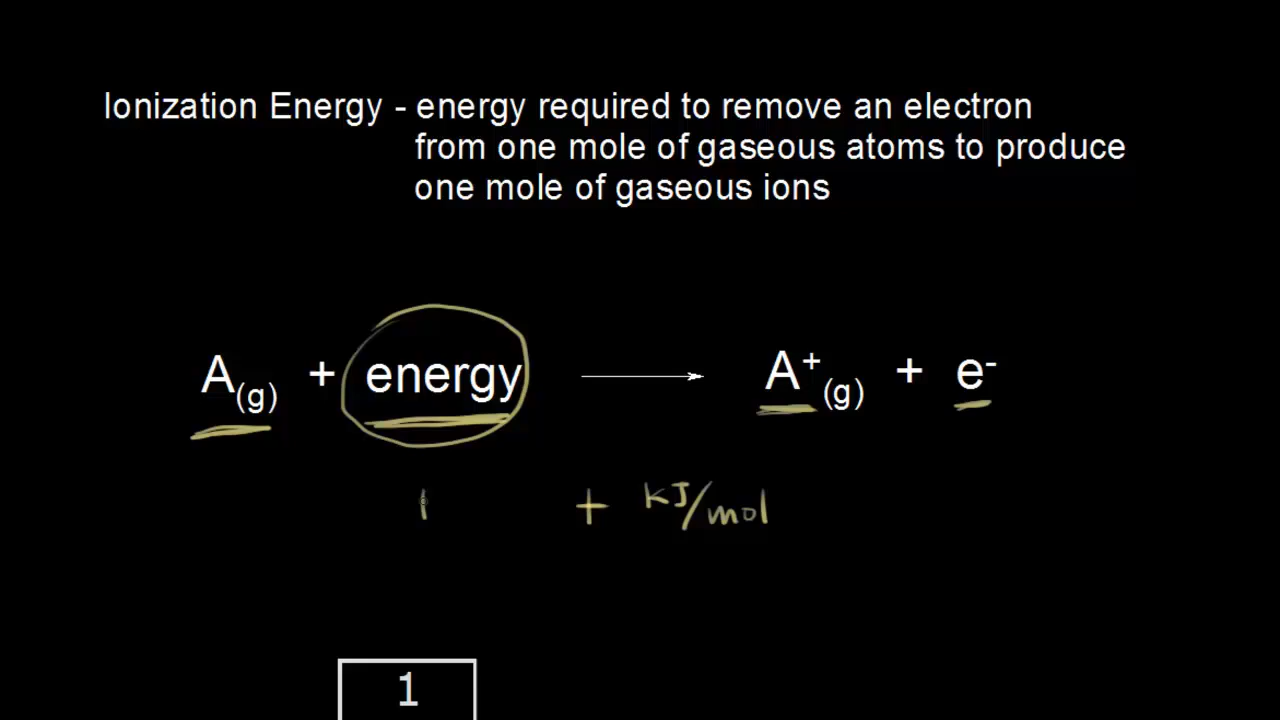 Ionization Energy - energy required to remove an electron
from one mole of gaseous atoms to produce
one mole of gaseous ions
A(g) + energy ⟶ A⁺(g) + e⁻
+ kJ/mol
1